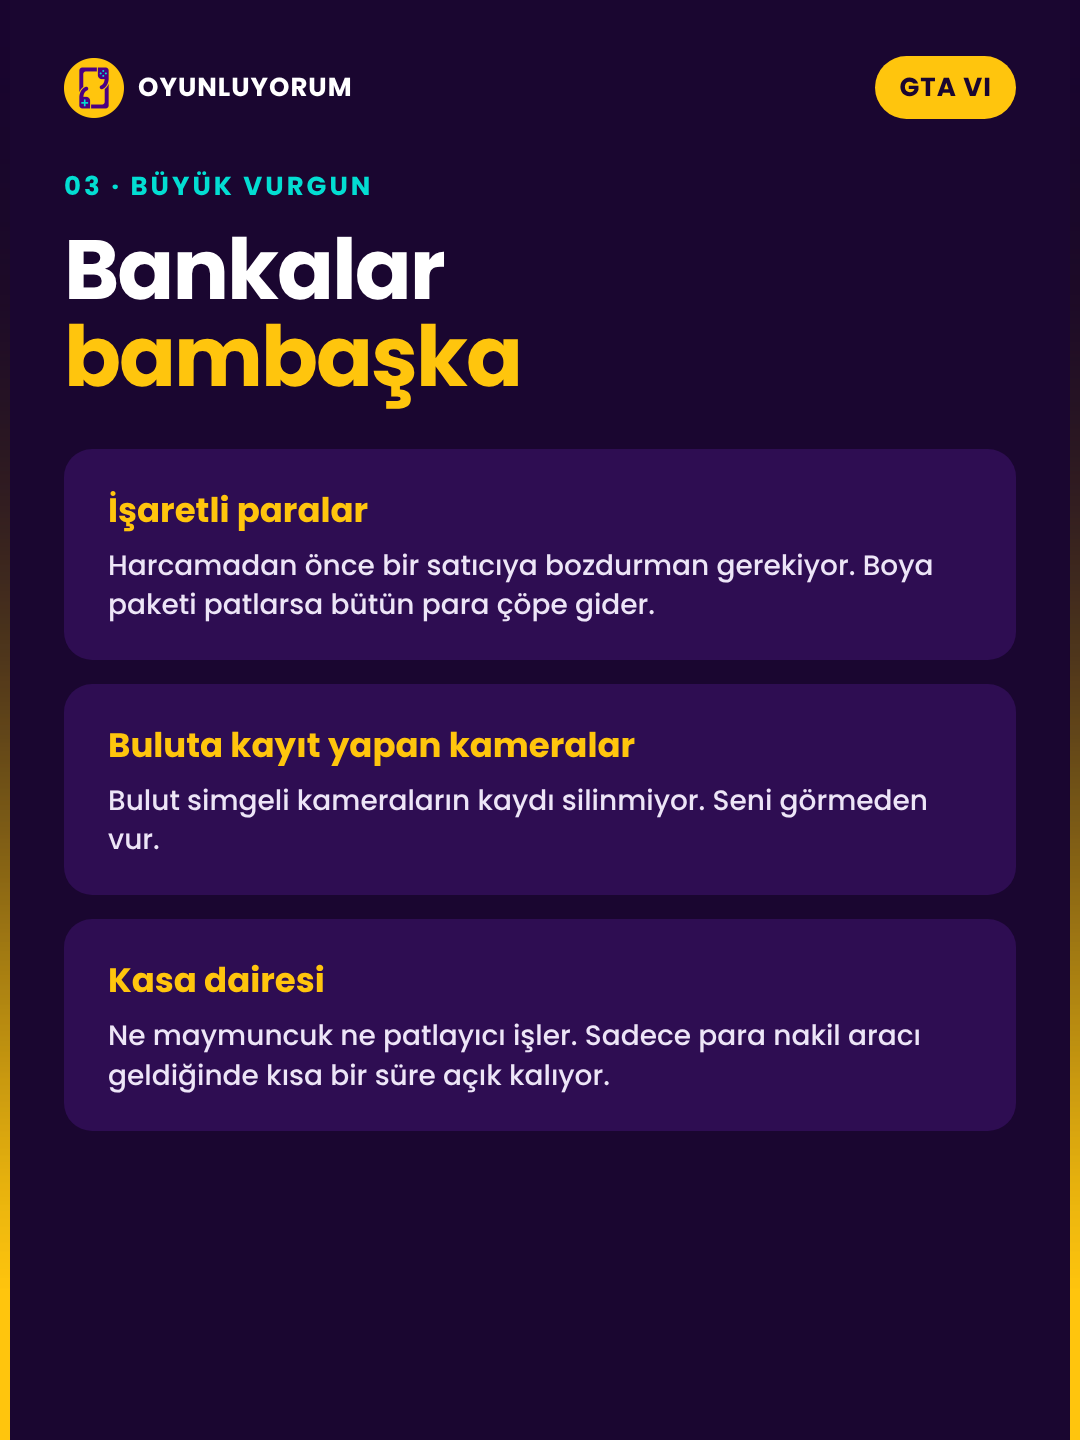 OYUNLUYORUM
GTA VI
03 · BÜYÜK VURGUN
Bankalar
bambaşka
İşaretli paralar
Harcamadan önce bir satıcıya bozdurman gerekiyor. Boya
paketi patlarsa bütün para çöpe gider.
Buluta kayıt yapan kameralar
Bulut simgeli kameraların kaydı silinmiyor. Seni görmeden
vur.
Kasa dairesi
Ne maymuncuk ne patlayıcı işler. Sadece para nakil aracı
geldiğinde kısa bir süre açık kalıyor.